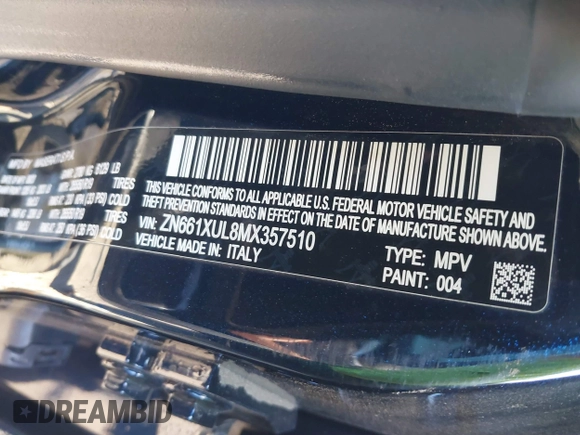 THIS VEHICLE CONFORMS TO ALL APPLICABLE U.S. FEDERAL MOTOR VEHICLE SAFETY AND
THEFT PREVENTION STANDARDS IN EFFECT ON THE DATE OF MANUFACTURE SHOWN ABOVE.
VIN: ZN661XUL8MX357510
VEHICLE MADE IN: ITALY
TYPE: MPV
PAINT: 004
LB
TIRES
TIRES
COLD
COLD
DREAMBID